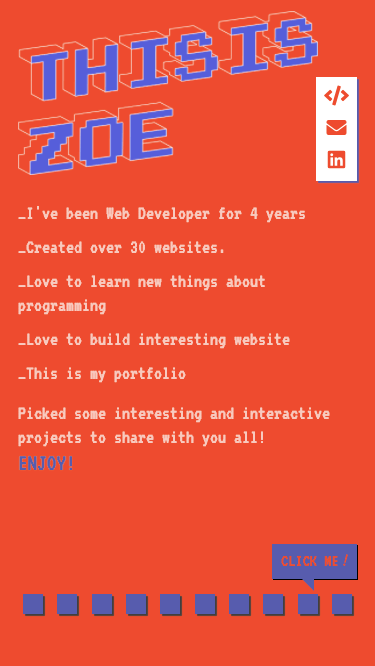 THIS IS
ZOE
_I've been Web Developer for 4 years
_Created over 30 websites.
_Love to learn new things about
programming
_Love to build interesting website
_This is my portfolio
Picked some interesting and interactive
projects to share with you all!
ENJOY!
CLICK ME!